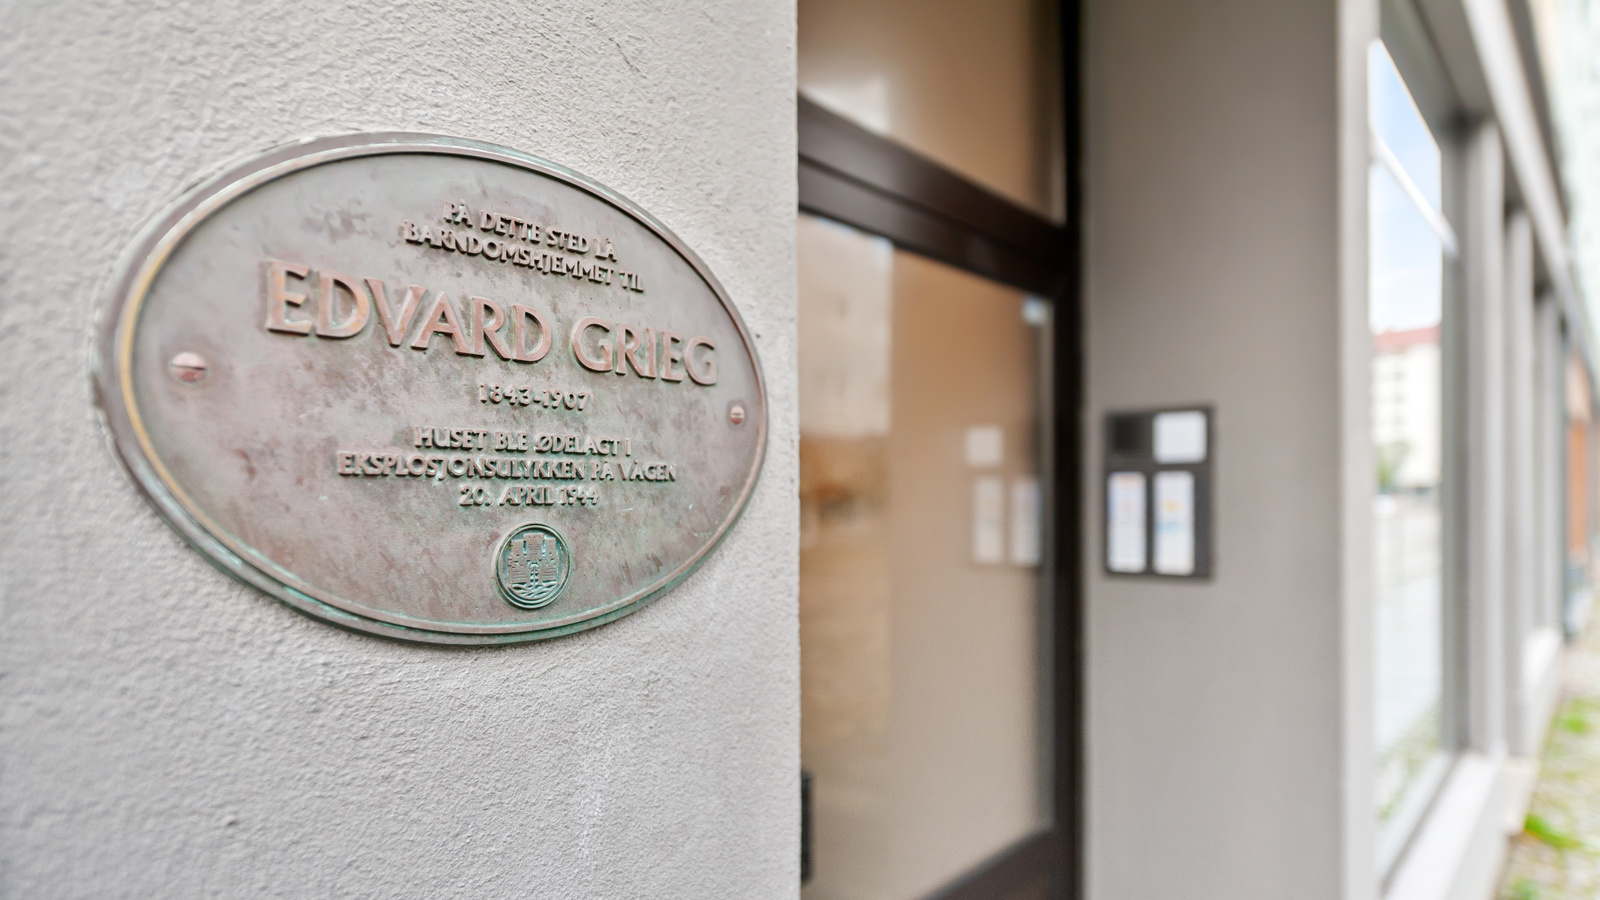 PÅ DETTE STED LÅ
BARNDOMSHJEMMET TIL
EDVARD GRIEG
1843-1907
HUSET BLE ØDELAGT I
EKSPLOSJONSULYKKEN PÅ VÅGEN
20. APRIL 1944